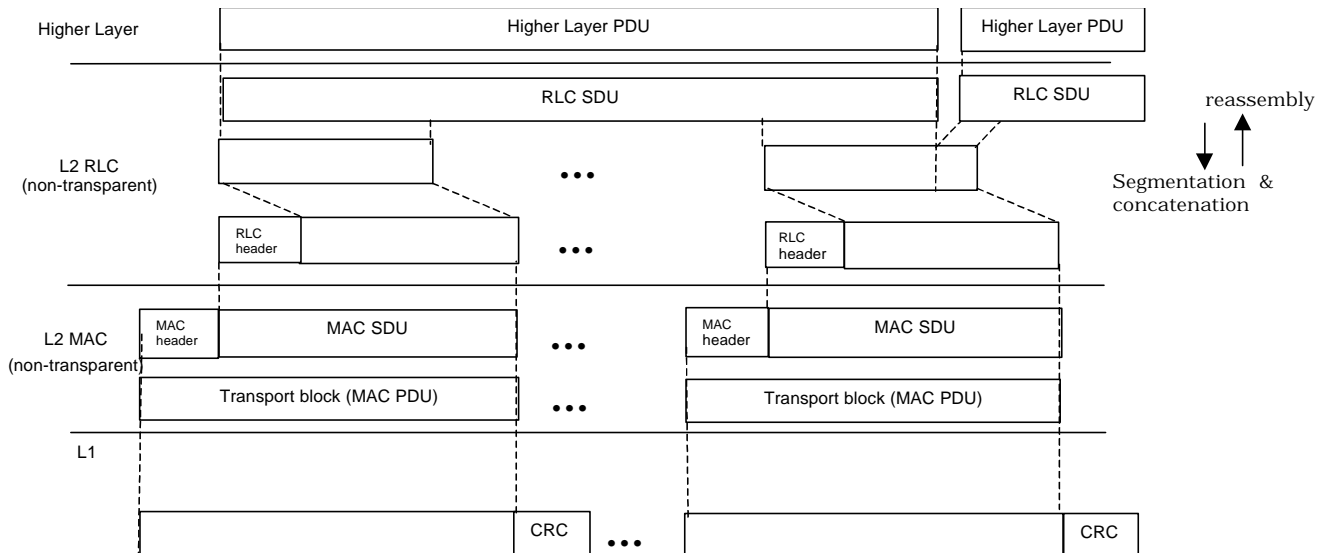 Higher Layer
Higher Layer PDU
Higher Layer PDU
RLC SDU
RLC SDU
reassembly
L2 RLC
(non-transparent)
•••
Segmentation &
concatenation
RLC
header
•••
RLC
header
L2 MAC
(non-transparent)
MAC
header
MAC SDU
•••
MAC
header
MAC SDU
Transport block (MAC PDU)
•••
Transport block (MAC PDU)
L1
CRC
•••
CRC